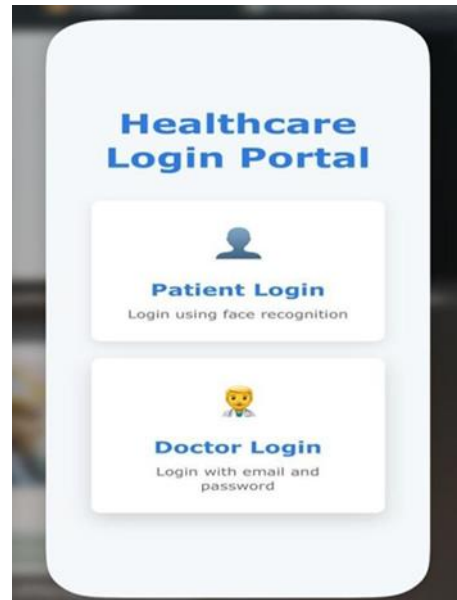 Healthcare
Login Portal
Patient Login
Login using face recognition
Doctor Login
Login with email and
password